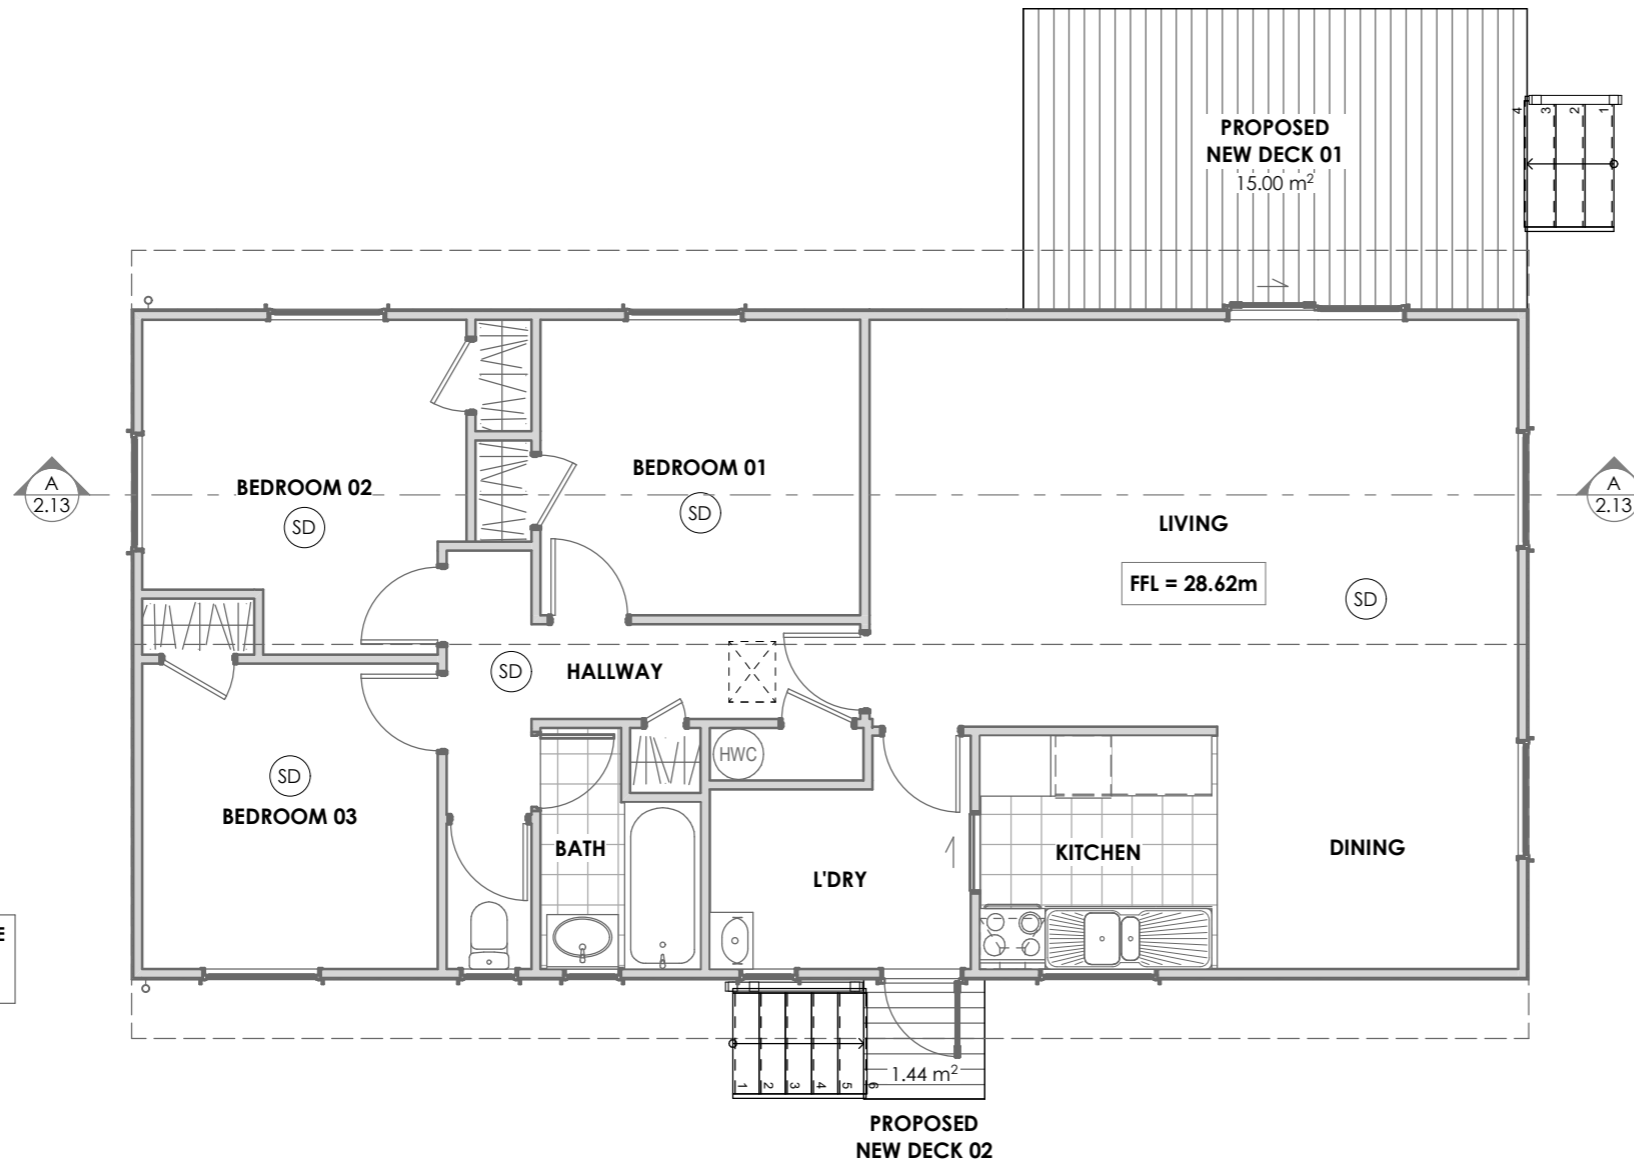 PROPOSED
NEW DECK 01
15.00 m²
4 3 2 1
BEDROOM 02
SD
BEDROOM 01
SD
A
2.13
LIVING
FFL = 28.62m
SD
A
2.13
SD
HALLWAY
HWC
SD
BEDROOM 03
BATH
L'DRY
KITCHEN
DINING
E
1 2 3 4 5 6
1.44 m²
PROPOSED
NEW DECK 02